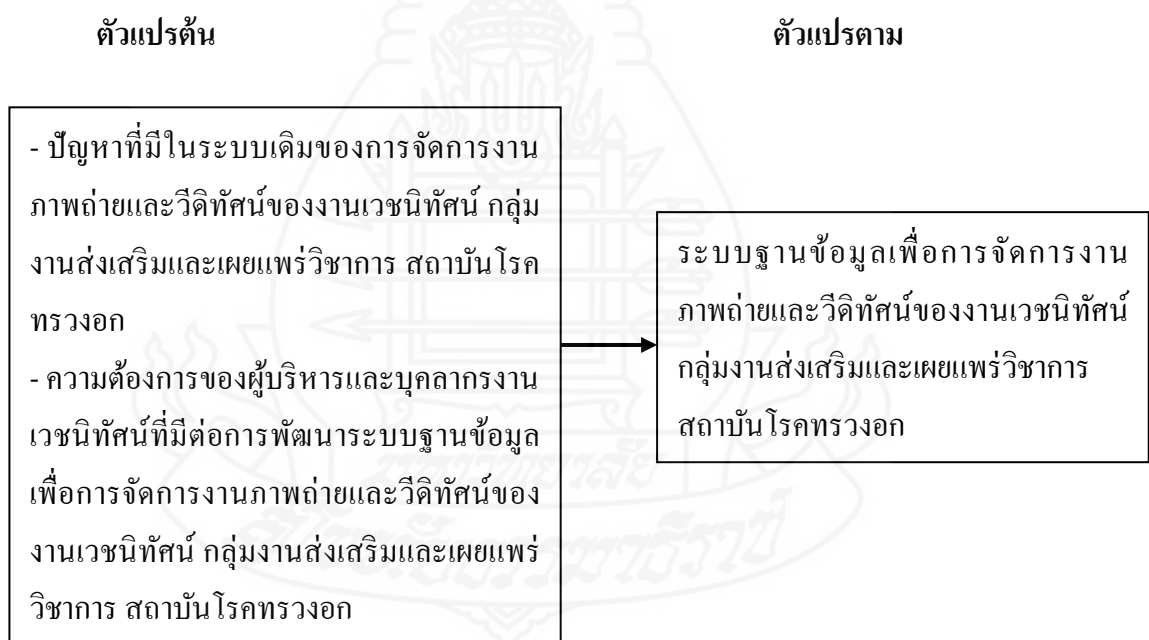 ตัวแปรต้น
ตัวแปรตาม
- ปัญหาที่มีในระบบเดิมของการจัดการงาน
ภาพถ่ายและวีดิทัศน์ของงานเวชนิทัศน์ กลุ่ม
งานส่งเสริมและเผยแพร่วิชาการ สถาบันโรค
ทรวงอก
- ความต้องการของผู้บริหารและบุคลากรงาน
เวชนิทัศน์ที่มีต่อการพัฒนาระบบฐานข้อมูล
เพื่อการจัดการงานภาพถ่ายและวีดิทัศน์ของ
งานเวชนิทัศน์ กลุ่มงานส่งเสริมและเผยแพร่
วิชาการ สถาบันโรคทรวงอก
ระบบฐานข้อมูลเพื่อการจัดการงาน
ภาพถ่ายและวีดิทัศน์ของงานเวชนิทัศน์
กลุ่มงานส่งเสริมและเผยแพร่วิชาการ
สถาบันโรคทรวงอก